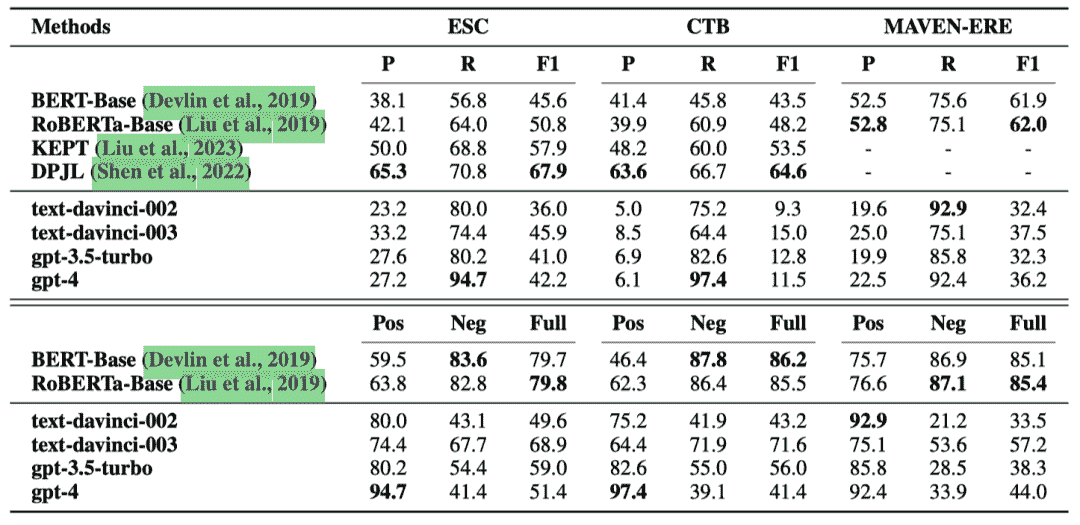 Methods ESC CTB MAVEN-ERE
P R F1 P R F1 P R F1
BERT-Base (Devlin et al., 2019) 38.1 56.8 45.6 41.4 45.8 43.5 52.5 75.6 61.9
RoBERTa-Base (Liu et al., 2019) 42.1 64.0 50.8 39.9 60.9 48.2 52.8 75.1 62.0
KEPT (Liu et al., 2023) 50.0 68.8 57.9 48.2 60.0 53.5 - - -
DPJL (Shen et al., 2022) 65.3 70.8 67.9 63.6 66.7 64.6 - - -
text-davinci-002 23.2 80.0 36.0 5.0 75.2 9.3 19.6 92.9 32.4
text-davinci-003 33.2 74.4 45.9 8.5 64.4 15.0 25.0 75.1 37.5
gpt-3.5-turbo 27.6 80.2 41.0 6.9 82.6 12.8 19.9 85.8 32.3
gpt-4 27.2 94.7 42.2 6.1 97.4 11.5 22.5 92.4 36.2
Pos Neg Full Pos Neg Full Pos Neg Full
BERT-Base (Devlin et al., 2019) 59.5 83.6 79.7 46.4 87.8 86.2 75.7 86.9 85.1
RoBERTa-Base (Liu et al., 2019) 63.8 82.8 79.8 62.3 86.4 85.5 76.6 87.1 85.4
text-davinci-002 80.0 43.1 49.6 75.2 41.9 43.2 92.9 21.2 33.5
text-davinci-003 74.4 67.7 68.9 64.4 71.9 71.6 75.1 53.6 57.2
gpt-3.5-turbo 80.2 54.4 59.0 82.6 55.0 56.0 85.8 28.5 38.3
gpt-4 94.7 41.4 51.4 97.4 39.1 41.4 92.4 33.9 44.0